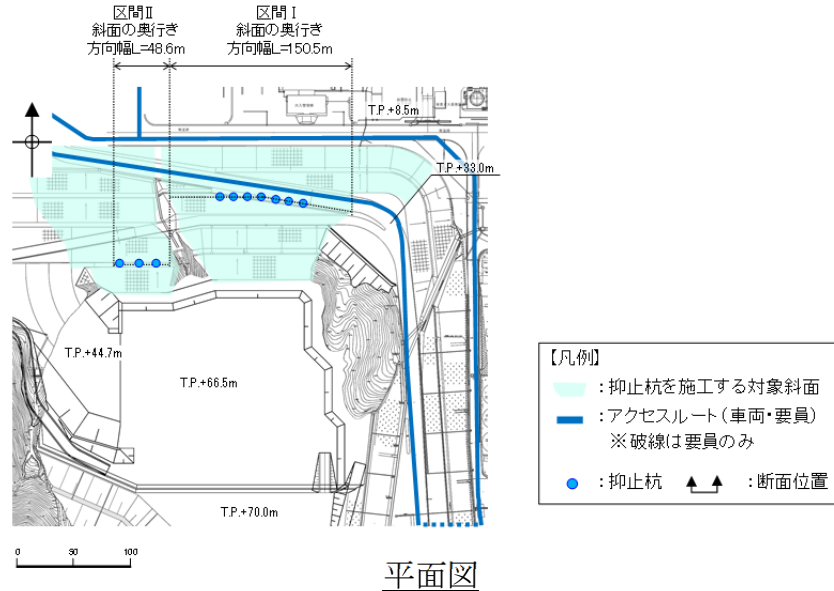 区間Ⅱ
斜面の奥行き
方向幅L=48.6m
区間Ⅰ
斜面の奥行き
方向幅L=150.5m
T.P.+8.5m
T.P.+33.0m
T.P.+44.7m
T.P.+66.5m
T.P.+70.0m
【凡例】
：抑止杭を施工する対象斜面
：アクセスルート（車両・要員）
※破線は要員のみ
：抑止杭
：断面位置
0 50 100
平面図